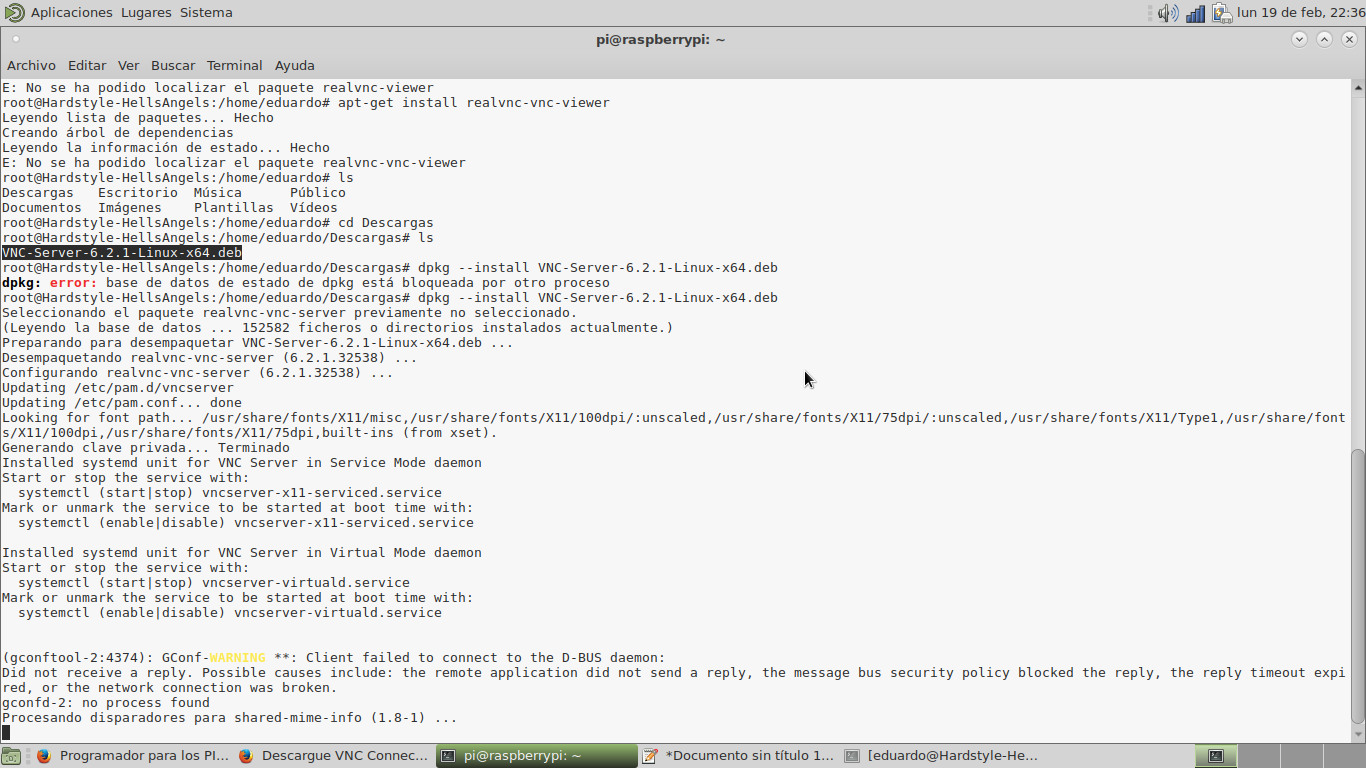 Aplicaciones Lugares Sistema
lun 19 de feb, 22:36
pi@raspberrypi: ~
Archivo Editar Ver Buscar Terminal Ayuda
E: No se ha podido localizar el paquete realvnc-viewer
root@Hardstyle-HellsAngels:/home/eduardo# apt-get install realvnc-vnc-viewer
Leyendo lista de paquetes... Hecho
Creando árbol de dependencias
Leyendo la información de estado... Hecho
E: No se ha podido localizar el paquete realvnc-vnc-viewer
root@Hardstyle-HellsAngels:/home/eduardo# ls
Descargas   Escritorio  Música      Público
Documentos  Imágenes    Plantillas  Vídeos
root@Hardstyle-HellsAngels:/home/eduardo# cd Descargas
root@Hardstyle-HellsAngels:/home/eduardo/Descargas# ls
VNC-Server-6.2.1-Linux-x64.deb
root@Hardstyle-HellsAngels:/home/eduardo/Descargas# dpkg --install VNC-Server-6.2.1-Linux-x64.deb
dpkg: error: base de datos de estado de dpkg está bloqueada por otro proceso
root@Hardstyle-HellsAngels:/home/eduardo/Descargas# dpkg --install VNC-Server-6.2.1-Linux-x64.deb
Seleccionando el paquete realvnc-vnc-server previamente no seleccionado.
(Leyendo la base de datos ... 152582 ficheros o directorios instalados actualmente.)
Preparando para desempaquetar VNC-Server-6.2.1-Linux-x64.deb ...
Desempaquetando realvnc-vnc-server (6.2.1.32538) ...
Configurando realvnc-vnc-server (6.2.1.32538) ...
Updating /etc/pam.d/vncserver
Updating /etc/pam.conf... done
Looking for font path... /usr/share/fonts/X11/misc,/usr/share/fonts/X11/100dpi/:unscaled,/usr/share/fonts/X11/75dpi/:unscaled,/usr/share/fonts/X11/Type1,/usr/share/font
s/X11/100dpi,/usr/share/fonts/X11/75dpi,built-ins (from xset).
Generando clave privada... Terminado
Installed systemd unit for VNC Server in Service Mode daemon
Start or stop the service with:
  systemctl (start|stop) vncserver-x11-serviced.service
Mark or unmark the service to be started at boot time with:
  systemctl (enable|disable) vncserver-x11-serviced.service
Installed systemd unit for VNC Server in Virtual Mode daemon
Start or stop the service with:
  systemctl (start|stop) vncserver-virtuald.service
Mark or unmark the service to be started at boot time with:
  systemctl (enable|disable) vncserver-virtuald.service
(gconftool-2:4374): GConf-WARNING **: Client failed to connect to the D-BUS daemon:
Did not receive a reply. Possible causes include: the remote application did not send a reply, the message bus security policy blocked the reply, the reply timeout expi
red, or the network connection was broken.
gconfd-2: no process found
Procesando disparadores para shared-mime-info (1.8-1) ...
Programador para los PI...
Descargue VNC Connec...
pi@raspberrypi: ~
*Documento sin título 1...
[eduardo@Hardstyle-He...